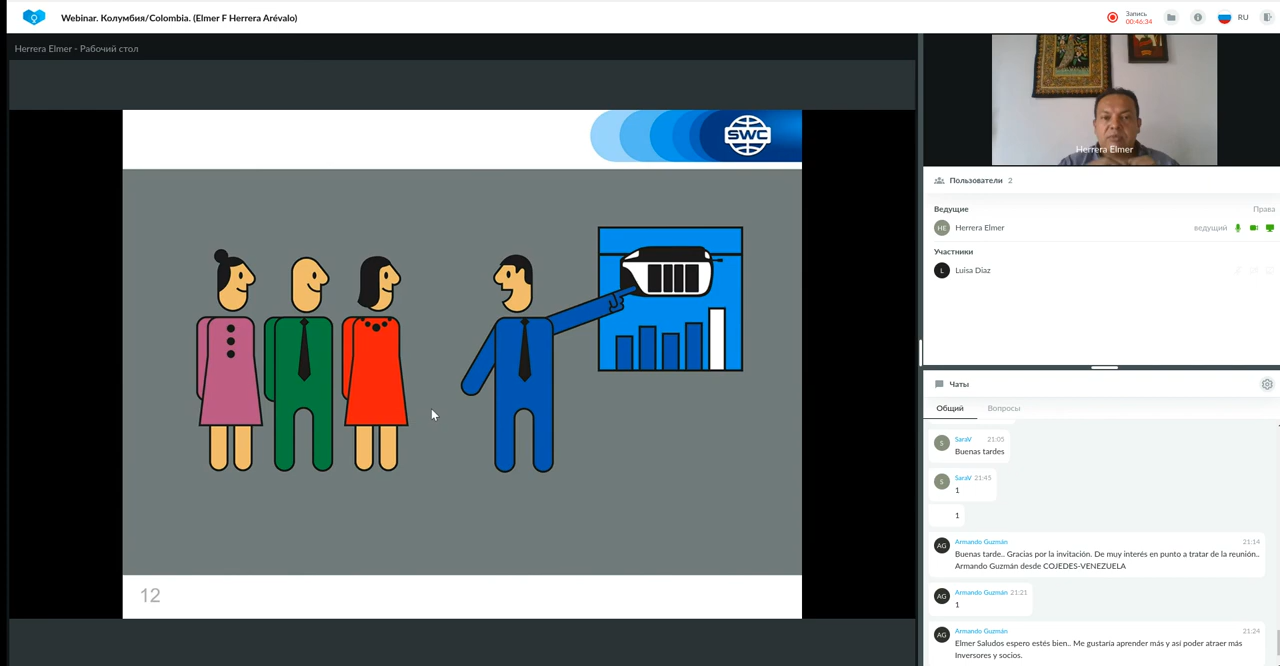 Webinar. Колумбия/Colombia. (Elmer F Herrera Arévalo)
Запись
00:46:34
RU
Herrera Elmer - Рабочий стол
SWC
12
Herrera Elmer
Пользователи 2
Ведущие
Права
HE Herrera Elmer ведущий
Участники
L Luisa Diaz
Чаты
Общий Вопросы
S SaraV 21:05
Buenas tardes
S SaraV 21:45
1
1
AG Armando Guzmán 21:14
Buenas tarde.. Gracias por la invitación. De muy interés en punto a tratar de la reunión..
Armando Guzmán desde COJEDES-VENEZUELA
AG Armando Guzmán 21:21
1
AG Armando Guzmán 21:24
Elmer Saludos espero estés bien.. Me gustaría aprender más y así poder atraer más
Inversores y socios.